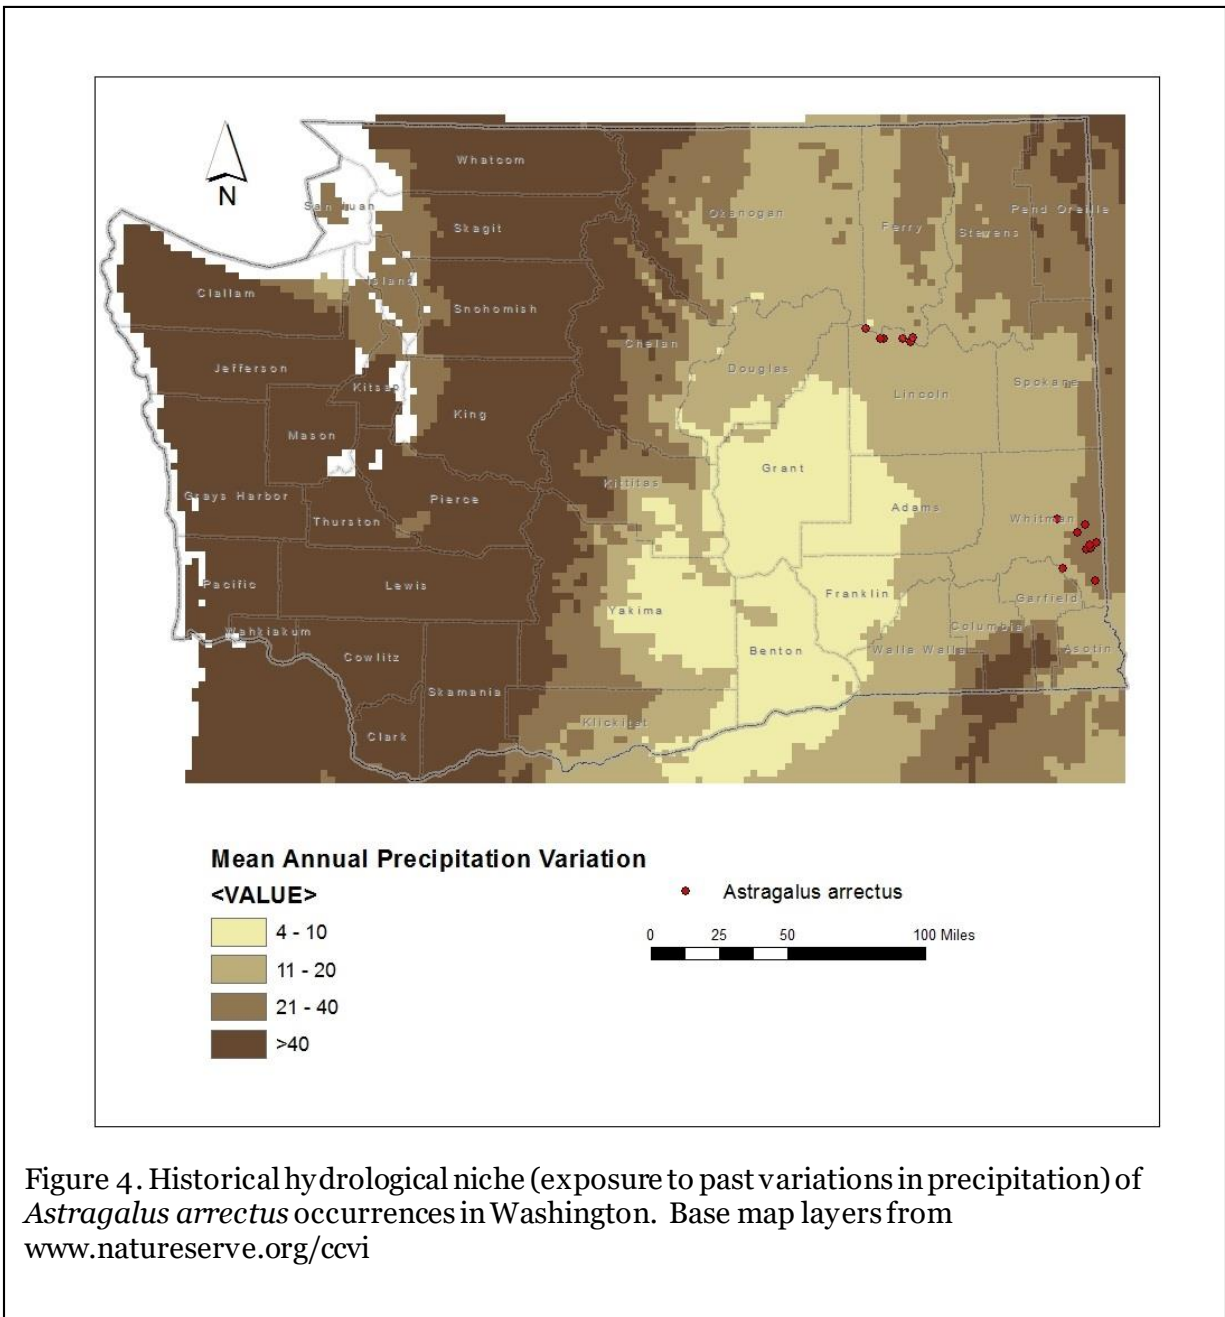 N
Whatcom
San Juan
Okanogan
Pend Oreille
Skagit
Ferry
Stevens
Island
Clallam
Snohomish
Chelan
Jefferson
Douglas
Kitsap
Spokane
Lincoln
King
Mason
Grant
Kittitas
Grays Harbor
Pierce
Adams
Thurston
Whitman
Pacific
Lewis
Franklin
Garfield
Yakima
Columbia
Wahkiakum
Benton
Walla Walla
Asotin
Cowlitz
Skamania
Klickitat
Clark
Mean Annual Precipitation Variation
<VALUE>
4 - 10
11 - 20
21 - 40
>40
Astragalus arrectus
0 25 50 100 Miles
Figure 4. Historical hydrological niche (exposure to past variations in precipitation) of
Astragalus arrectus occurrences in Washington. Base map layers from
www.natureserve.org/ccvi